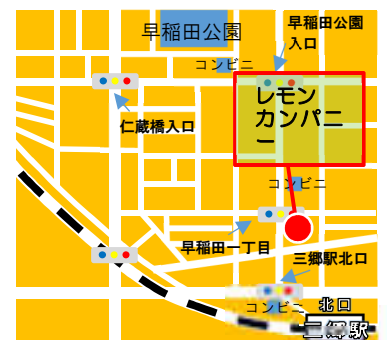 早稲田公園
早稲田公園
入口
コンビニ
レモン
カンパニ
ー
仁蔵橋入口
コンビニ
早稲田一丁目
三郷駅北口
コンビニ
北口
三郷駅